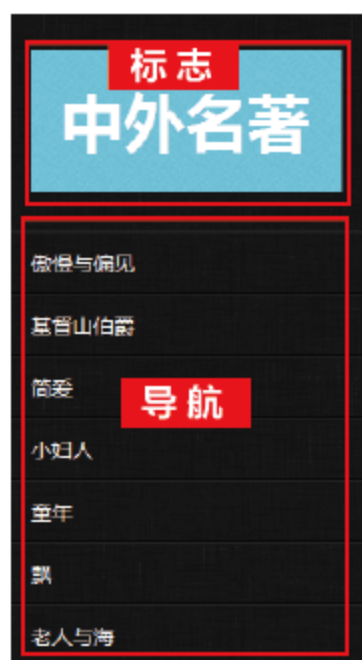 标志
中外名著
傲慢与偏见
基督山伯爵
简爱
导航
小妇人
童年
飘
老人与海